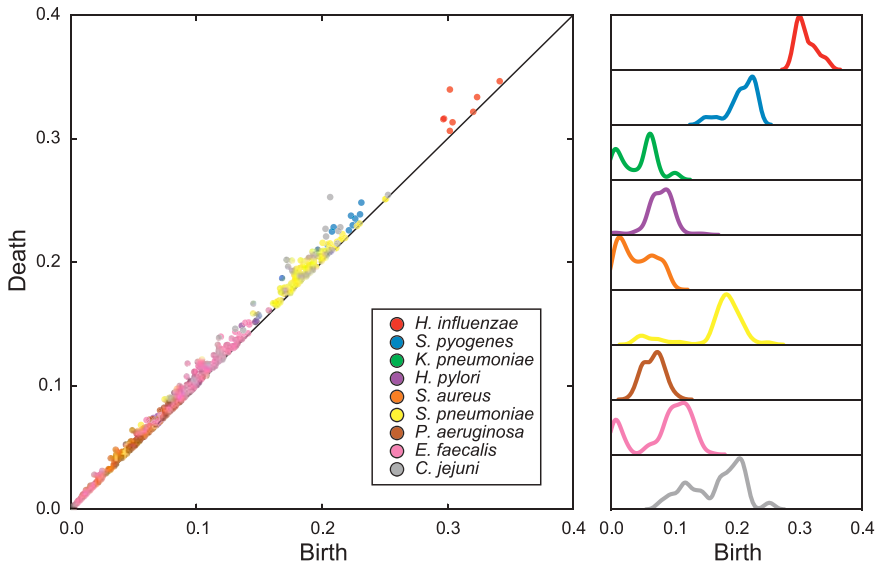 0.4
0.3
0.2
0.1
0.0
Death
0.0 0.1 0.2 0.3 0.4
Birth
H. influenzae
S. pyogenes
K. pneumoniae
H. pylori
S. aureus
S. pneumoniae
P. aeruginosa
E. faecalis
C. jejuni
0.0 0.1 0.2 0.3 0.4
Birth